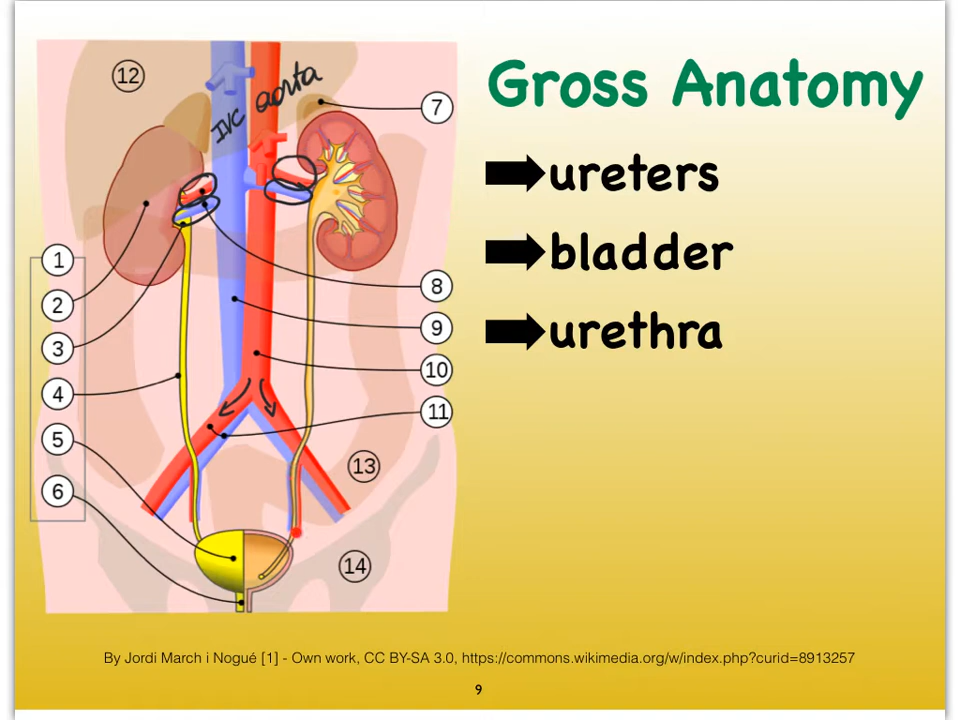 Gross Anatomy
ureters
bladder
urethra
12
IVC
aorta
7
1
2
3
4
5
6
8
9
10
11
13
14
By Jordi March i Nogué [1] - Own work, CC BY-SA 3.0, https://commons.wikimedia.org/w/index.php?curid=8913257
9